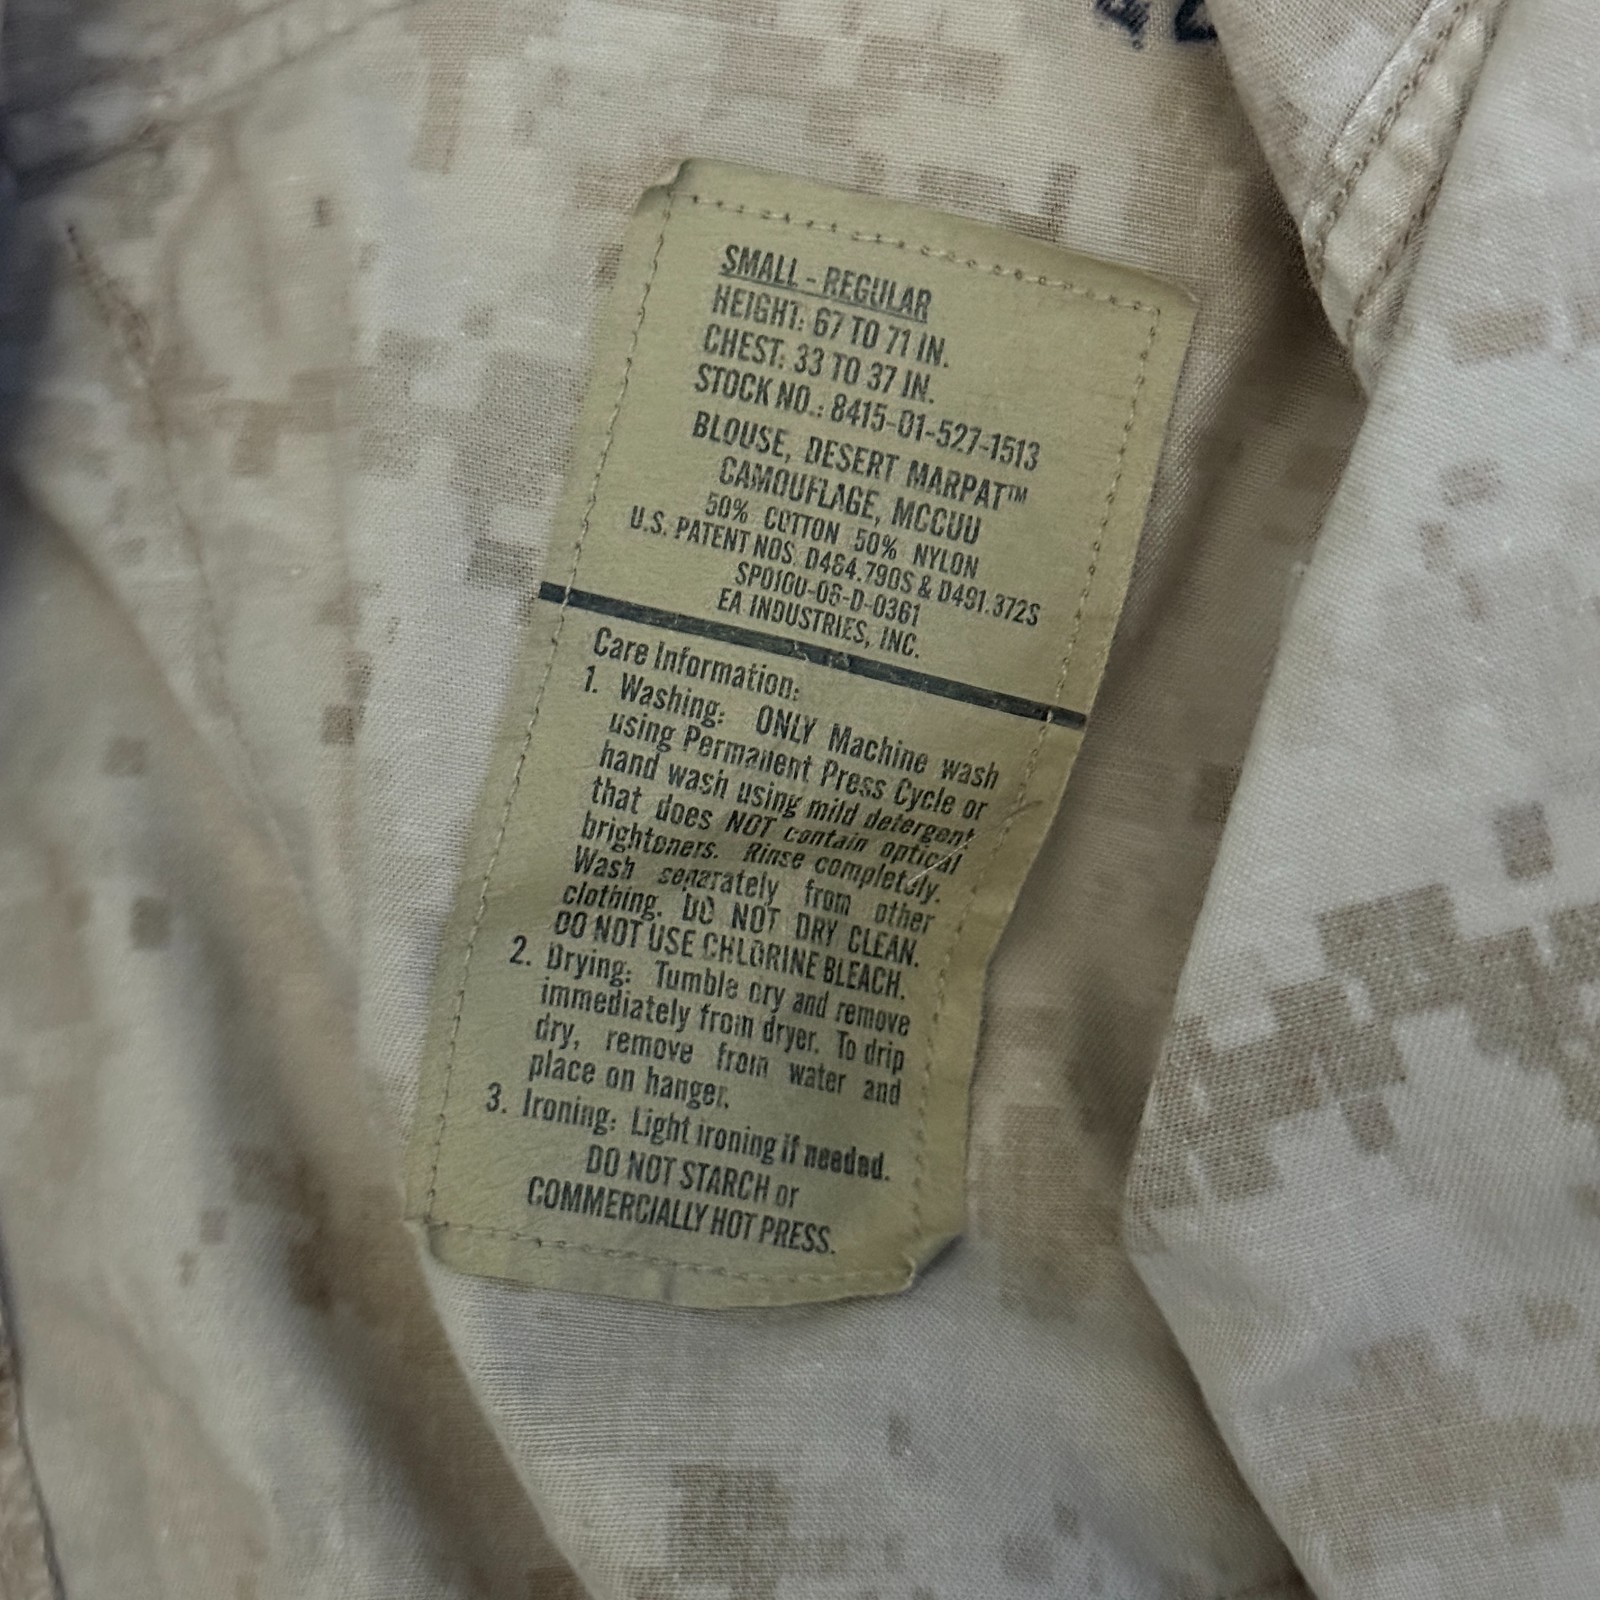 SMALL - REGULAR
HEIGHT: 67 TO 71 IN.
CHEST: 33 TO 37 IN.
STOCK NO.: 8415-01-527-1513
BLOUSE, DESERT MARPAT™
CAMOUFLAGE, MCCUU
50% COTTON 50% NYLON
U.S. PATENT NOS. D484.790S & D491.372S
SP0100-06-D-0361
EA INDUSTRIES, INC.
Care Information:
1. Washing: ONLY Machine wash
using Permanent Press Cycle or
hand wash using mild detergent
that does NOT contain optical
brighteners. Rinse completely.
Wash separately from other
clothing. DO NOT DRY CLEAN.
DO NOT USE CHLORINE BLEACH.
2. Drying: Tumble dry and remove
immediately from dryer. To drip
dry, remove from water and
place on hanger.
3. Ironing: Light ironing if needed.
DO NOT STARCH or
COMMERCIALLY HOT PRESS.